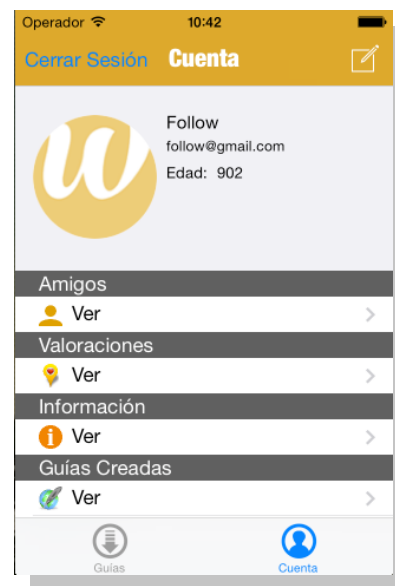 Operador 10:42
Cerrar Sesión Cuenta
w
Follow
follow@gmail.com
Edad: 902
Amigos
Ver
Valoraciones
Ver
Información
Ver
Guías Creadas
Ver
Guías Cuenta